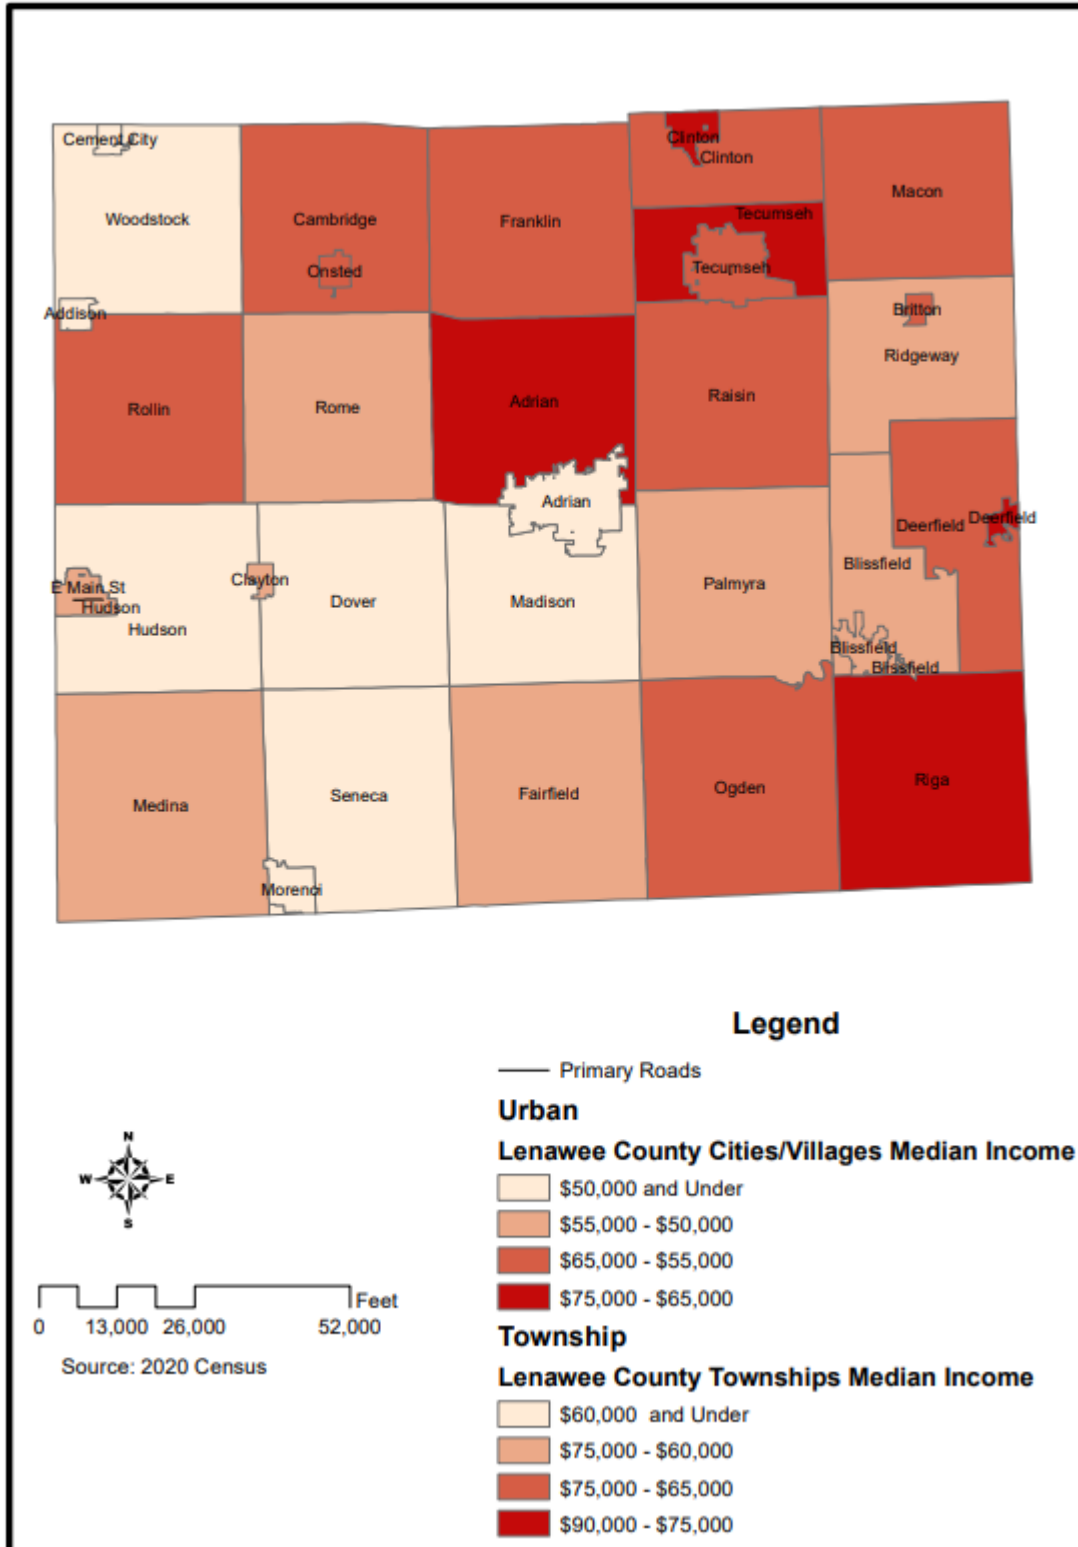 Cement City
Clinton
Clinton
Macon
Woodstock
Cambridge
Franklin
Tecumseh
Onsted
Tecumseh
Addison
Britton
Ridgeway
Rollin
Rome
Adrian
Raisin
Adrian
Deerfield
Deerfield
Blissfield
E Main St
Hudson
Hudson
Clayton
Dover
Madison
Palmyra
Blissfield
Blissfield
Medina
Seneca
Fairfield
Ogden
Riga
Morenci
Legend
Primary Roads
Urban
Lenawee County Cities/Villages Median Income
$50,000 and Under
$55,000 - $50,000
$65,000 - $55,000
$75,000 - $65,000
Township
Lenawee County Townships Median Income
$60,000 and Under
$75,000 - $60,000
$75,000 - $65,000
$90,000 - $75,000
N
W E
S
Feet
0 13,000 26,000 52,000
Source: 2020 Census